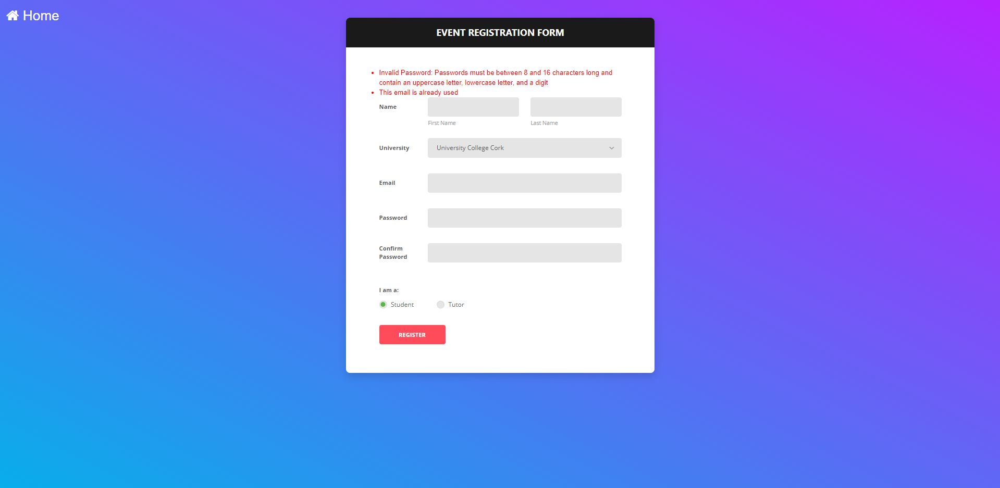 Home
EVENT REGISTRATION FORM
Invalid Password: Passwords must be between 8 and 16 characters long and
contain an uppercase letter, lowercase letter, and a digit
This email is already used
Name
First Name
Last Name
University
University College Cork
Email
Password
Confirm
Password
I am a:
Student
Tutor
REGISTER